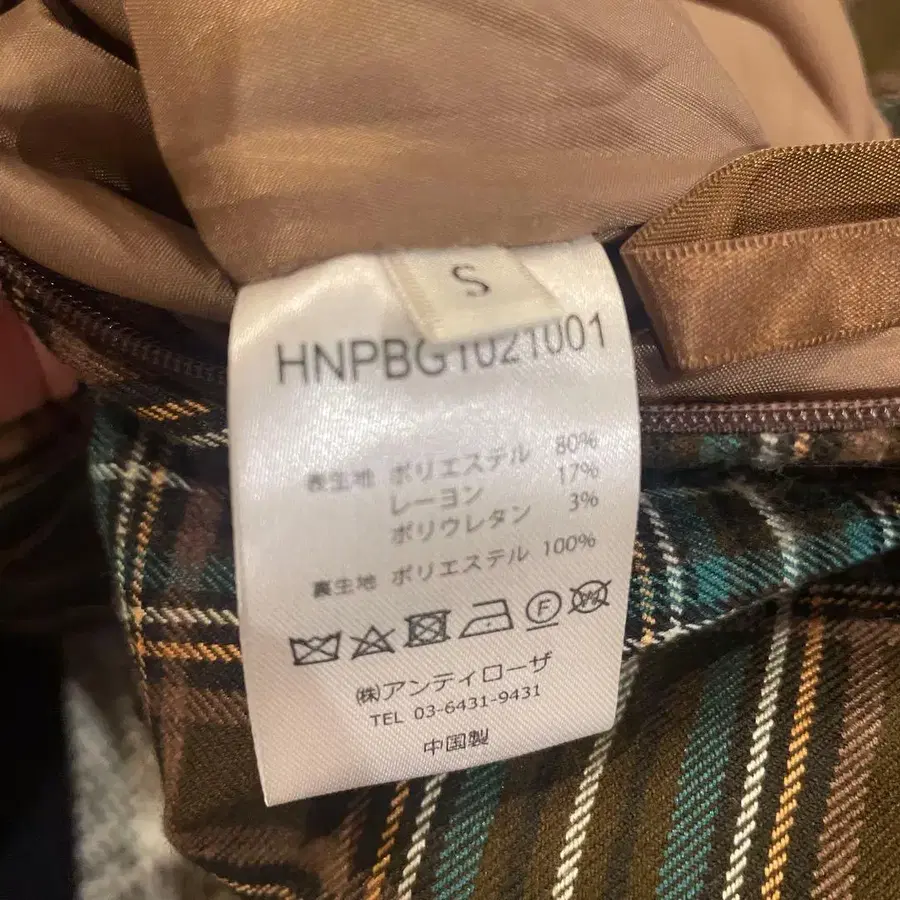 S
HNPBG1021001
表生地 ポリエステル 80%
レーヨン 17%
ポリウレタン 3%
裏生地 ポリエステル 100%
F W
㈱アンティローザ
TEL 03-6431-9431
中国製